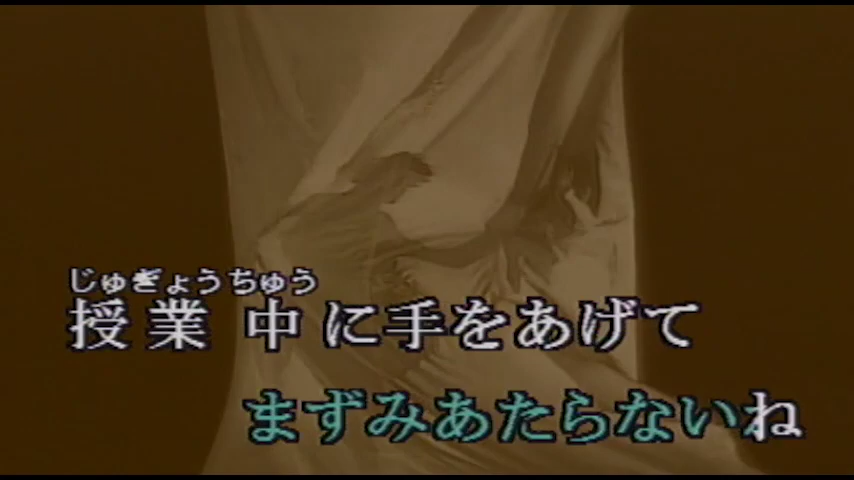 じゅぎょうちゅう
授業中に手をあげて
まずみあたらないね